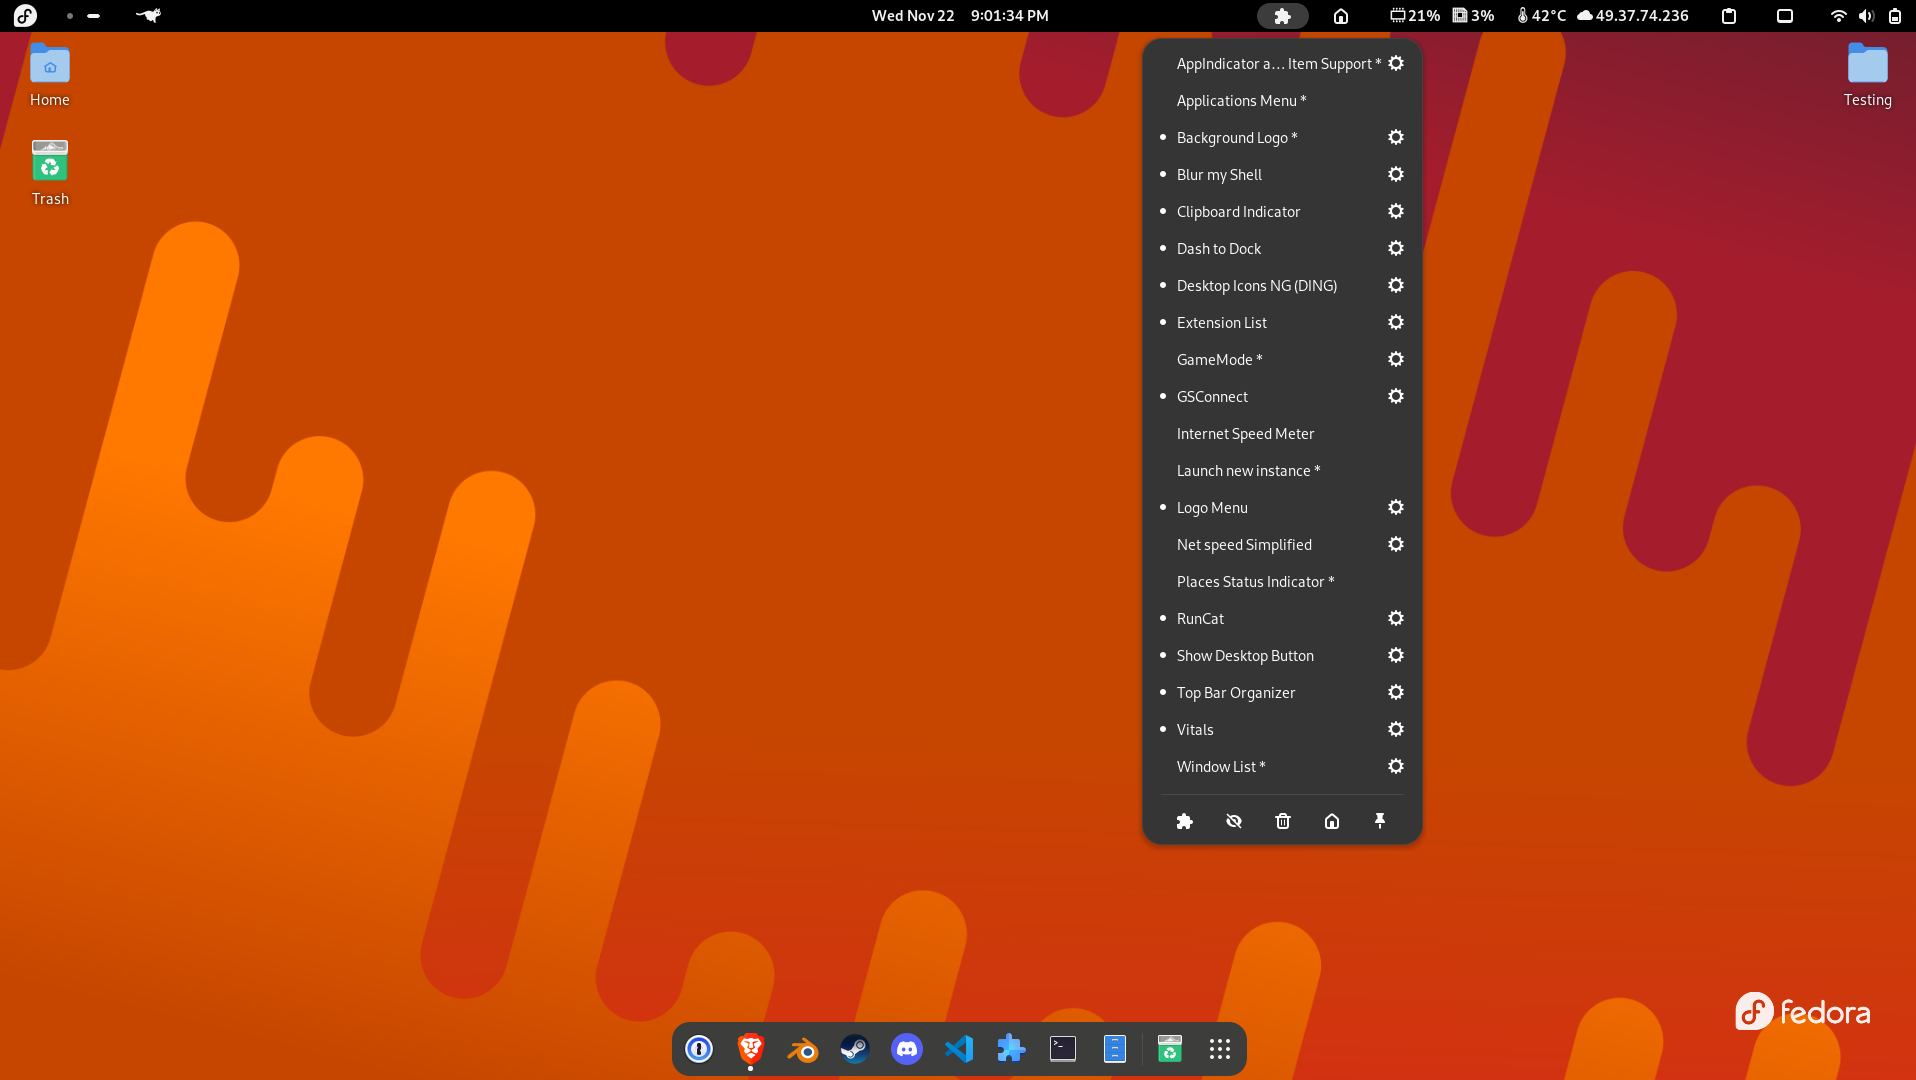 Wed Nov 22 9:01:34 PM
21% 3% 42°C 49.37.74.236
Home
Trash
Testing
AppIndicator a… Item Support *
Applications Menu *
Background Logo *
Blur my Shell
Clipboard Indicator
Dash to Dock
Desktop Icons NG (DING)
Extension List
GameMode *
GSConnect
Internet Speed Meter
Launch new instance *
Logo Menu
Net speed Simplified
Places Status Indicator *
RunCat
Show Desktop Button
Top Bar Organizer
Vitals
Window List *
fedora